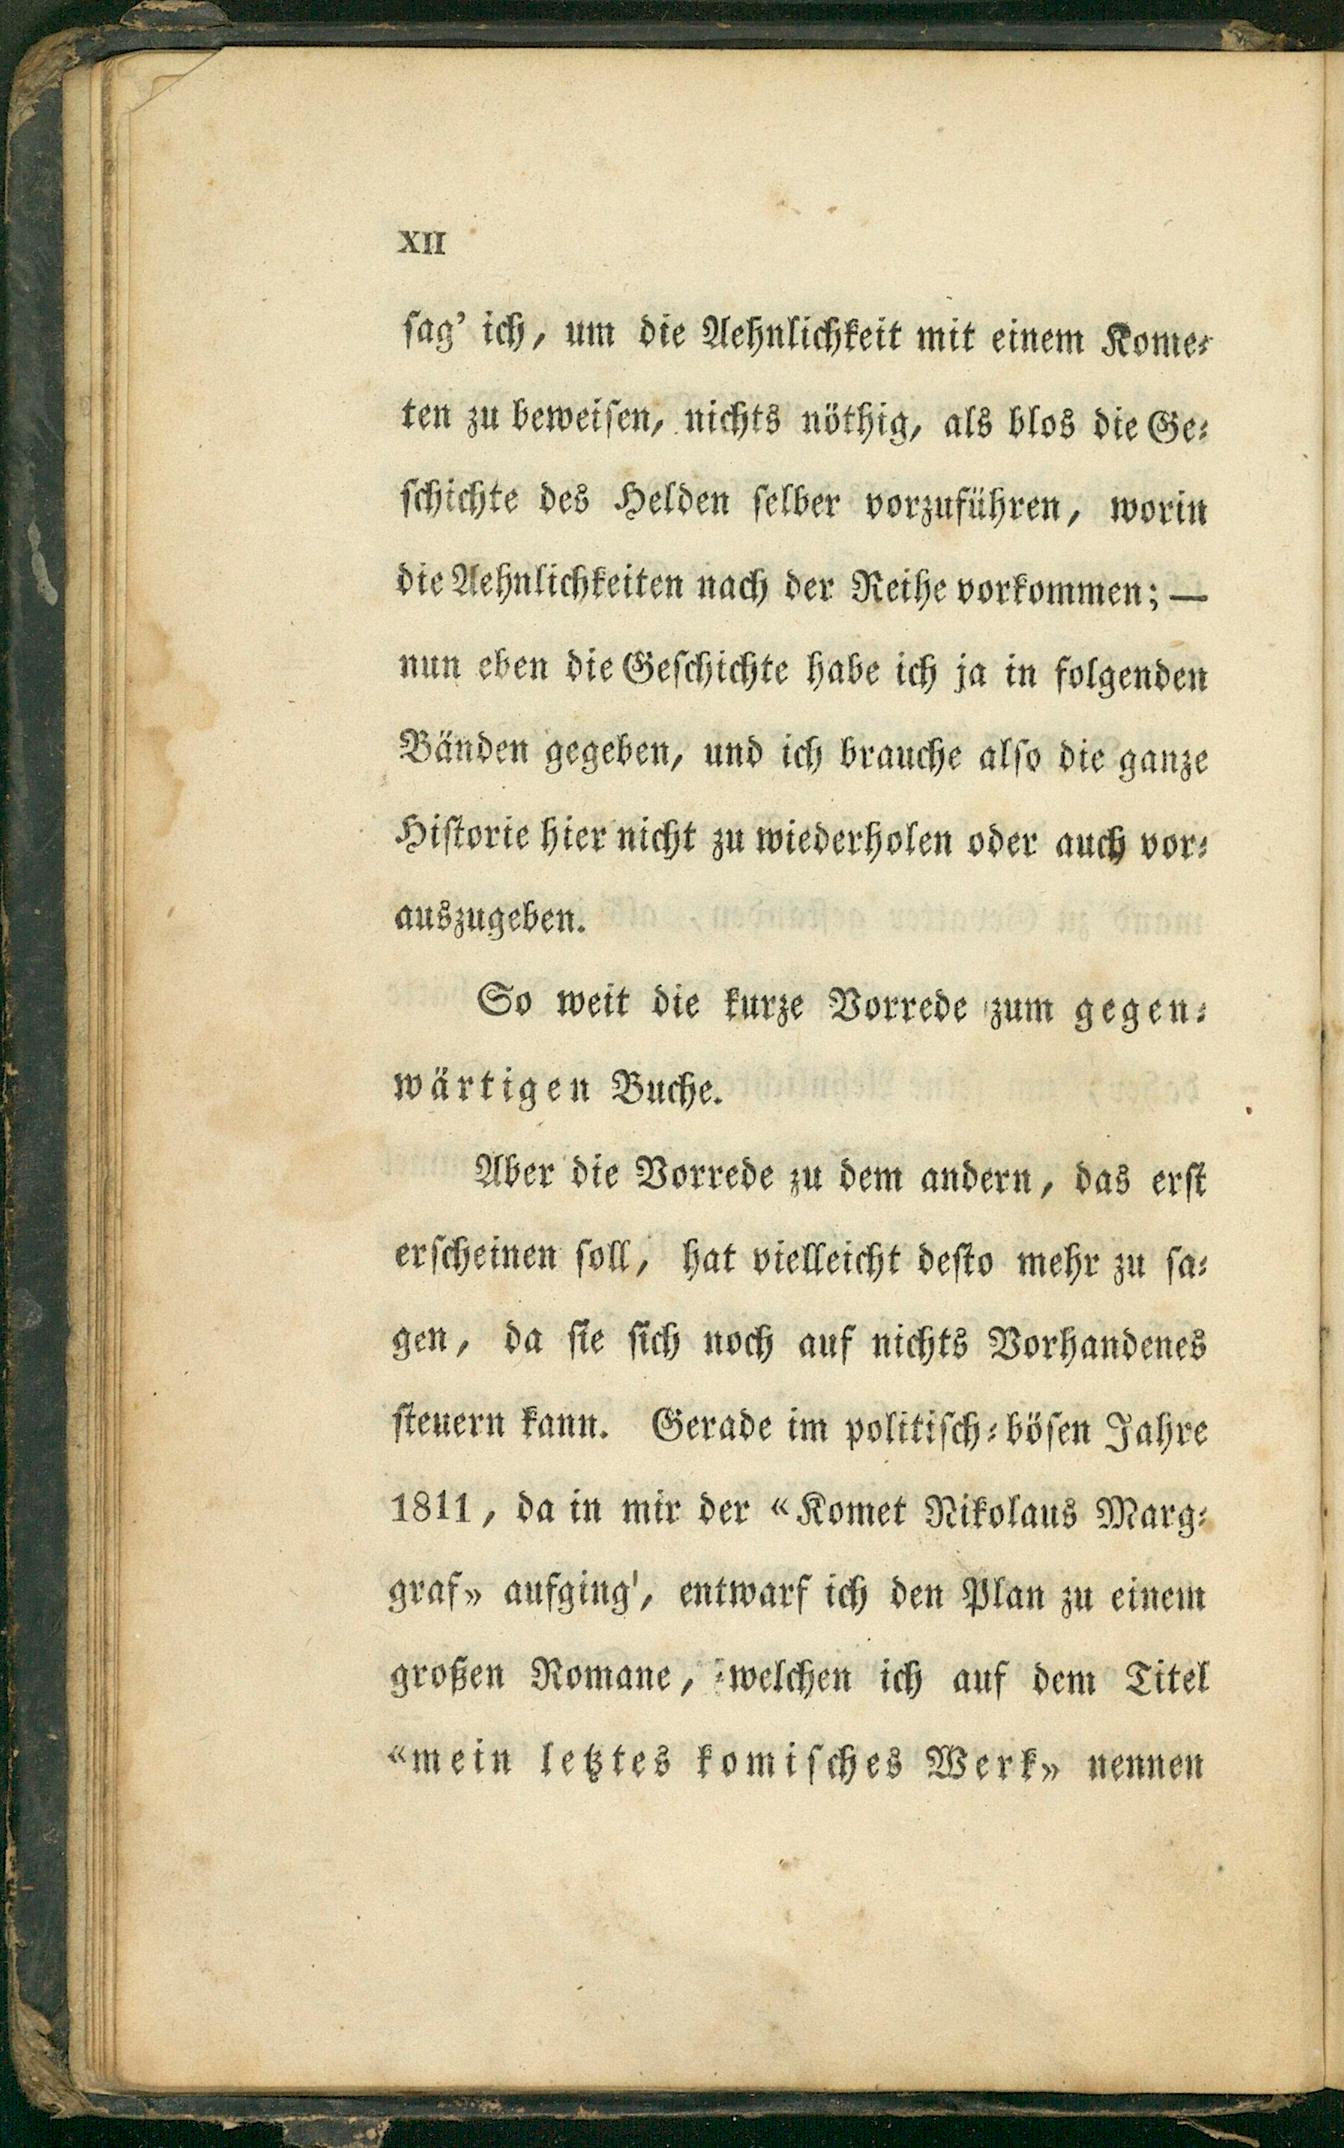 XII
sag' ich, um die Aehnlichkeit mit einem Kome-
ten zu beweisen, nichts nöthig, als blos die Ge-
schichte des Helden selber vorzuführen, worin
die Aehnlichkeiten nach der Reihe vorkommen; —
nun eben die Geschichte habe ich ja in folgenden
Bänden gegeben, und ich brauche also die ganze
Historie hier nicht zu wiederholen oder auch vor-
auszugeben.
So weit die kurze Vorrede zum gegen-
wärtigen Buche.
Aber die Vorrede zu dem andern, das erst
erscheinen soll, hat vielleicht desto mehr zu sa-
gen, da sie sich noch auf nichts Vorhandenes
steuern kann. Gerade im politisch-bösen Jahre
1811, da in mir der «Komet Nikolaus Marg-
graf» aufging', entwarf ich den Plan zu einem
großen Romane, welchen ich auf dem Titel
«mein letztes komisches Werk» nennen